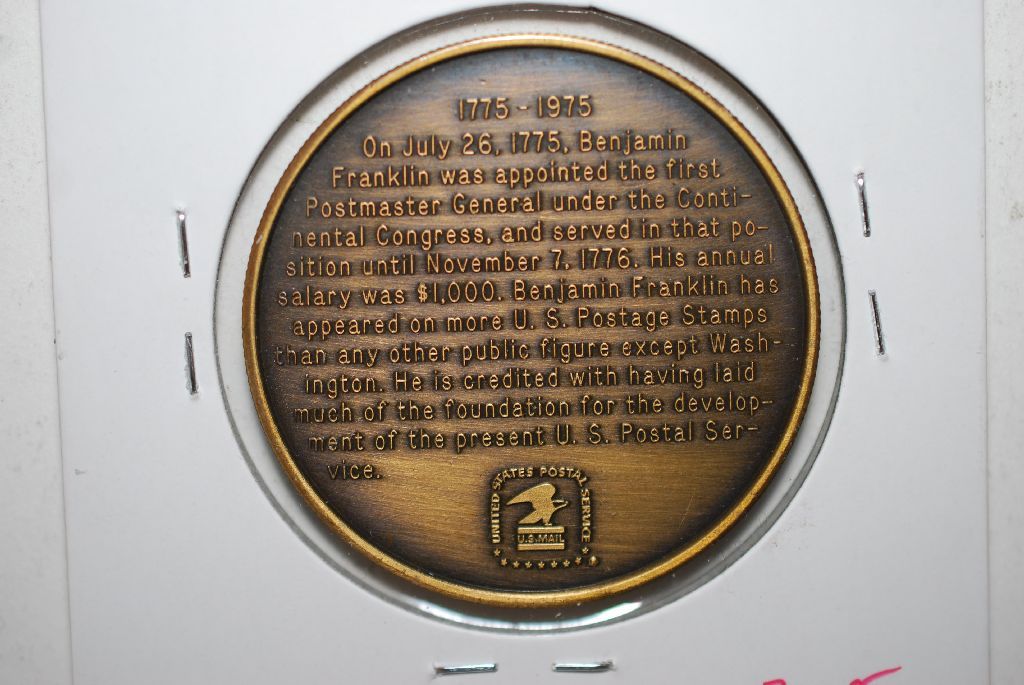 1775 - 1975
On July 26, 1775, Benjamin
Franklin was appointed the first
Postmaster General under the Conti-
nental Congress, and served in that po-
sition until November 7, 1776. His annual
salary was $1,000. Benjamin Franklin has
appeared on more U. S. Postage Stamps
than any other public figure except Wash-
ington. He is credited with having laid
much of the foundation for the develop-
ment of the present U. S. Postal Ser-
vice.
UNITED STATES POSTAL SERVICE
U.S.MAIL